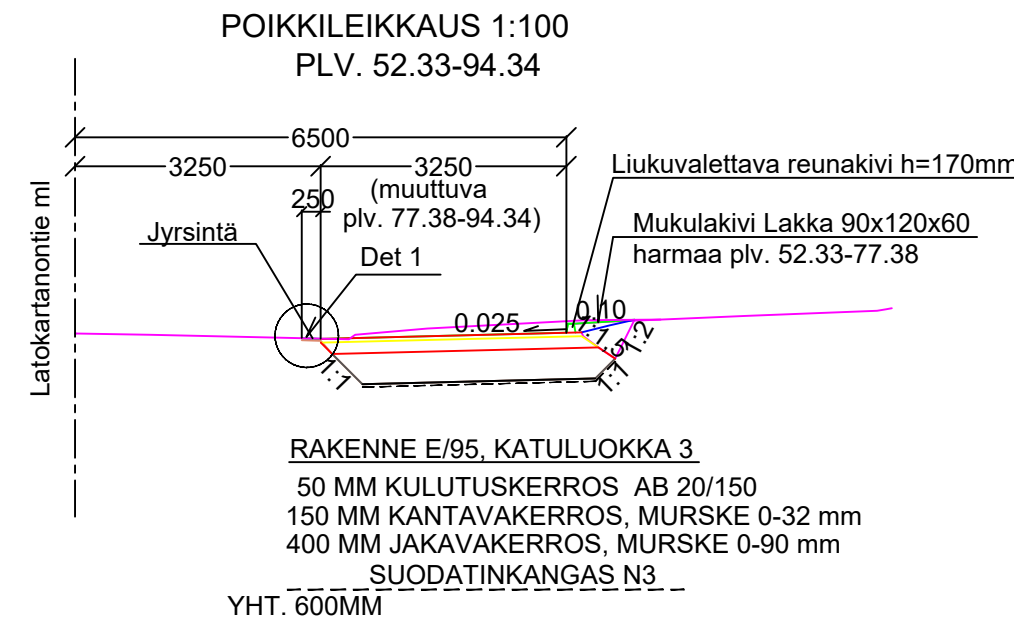 POIKKILEIKKAUS 1:100
PLV. 52.33-94.34
6500
3250
3250
250
(muuttuva
plv. 77.38-94.34)
Liukuvalettava reunakivi h=170mm
Mukulakivi Lakka 90x120x60
harmaa plv. 52.33-77.38
Jyrsintä
Det 1
Latokartanontie ml
0.025
0.10
1:1
1:1.5
1:2
1:1
RAKENNE E/95, KATULUOKKA 3
50 MM KULUTUSKERROS AB 20/150
150 MM KANTAVAKERROS, MURSKE 0-32 mm
400 MM JAKAVAKERROS, MURSKE 0-90 mm
SUODATINKANGAS N3
YHT. 600MM